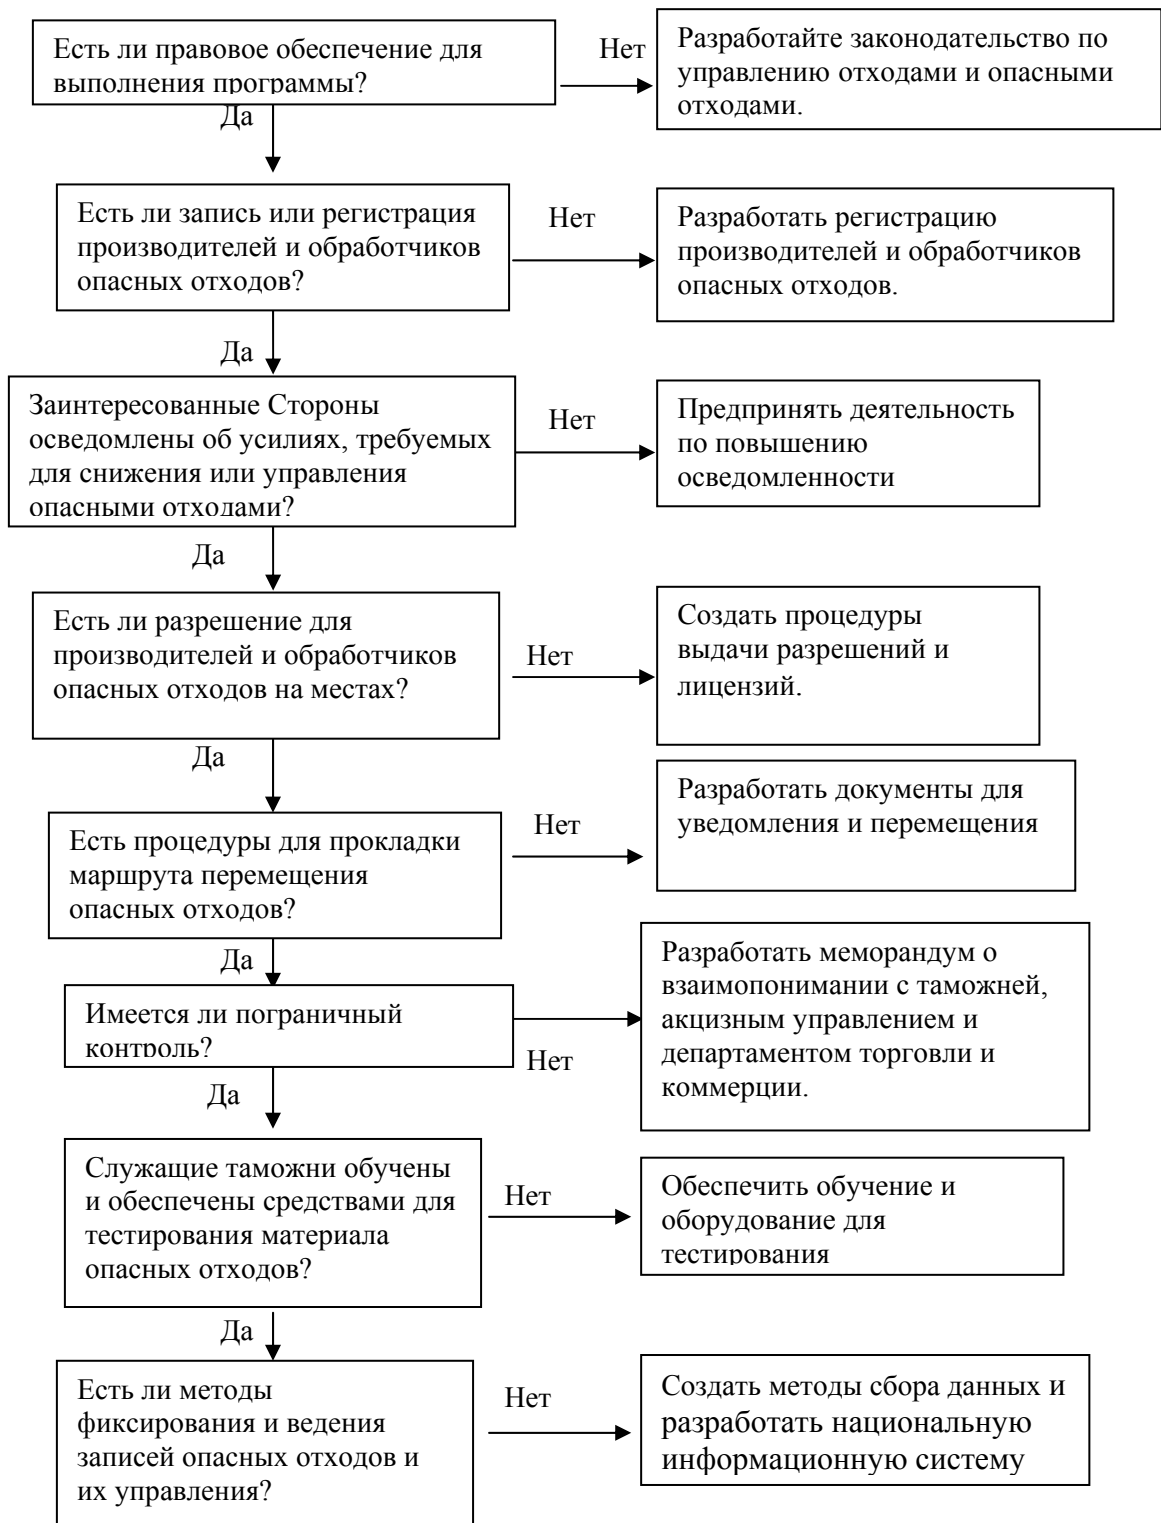 Есть ли правовое обеспечение для
выполнения программы?
Нет
Разработайте законодательство по
управлению отходами и опасными
отходами.
Да
Есть ли запись или регистрация
производителей и обработчиков
опасных отходов?
Нет
Разработать регистрацию
производителей и обработчиков
опасных отходов.
Да
Заинтересованные Стороны
осведомлены об усилиях, требуемых
для снижения или управления
опасными отходами?
Нет
Предпринять деятельность
по повышению
осведомленности
Да
Есть ли разрешение для
производителей и обработчиков
опасных отходов на местах?
Нет
Создать процедуры
выдачи разрешений и
лицензий.
Да
Есть процедуры для прокладки
маршрута перемещения
опасных отходов?
Нет
Разработать документы для
уведомления и перемещения
Да
Имеется ли пограничный
контроль?
Нет
Разработать меморандум о
взаимопонимании с таможней,
акцизным управлением и
департаментом торговли и
коммерции.
Да
Служащие таможни обучены
и обеспечены средствами для
тестирования материала
опасных отходов?
Нет
Обеспечить обучение и
оборудование для
тестирования
Да
Есть ли методы
фиксирования и ведения
записей опасных отходов и
их управления?
Нет
Создать методы сбора данных и
разработать национальную
информационную систему